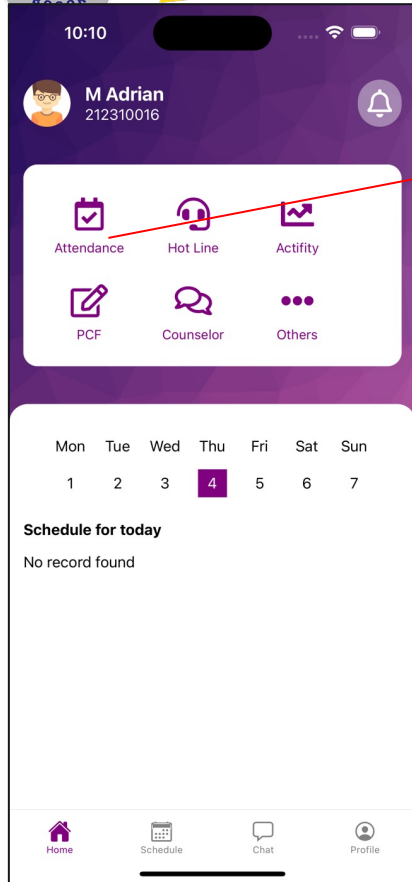 10:10
M Adrian
212310016
Attendance Hot Line Actifity
PCF Counselor Others
Mon Tue Wed Thu Fri Sat Sun
1 2 3 4 5 6 7
Schedule for today
No record found
Home Schedule Chat Profile